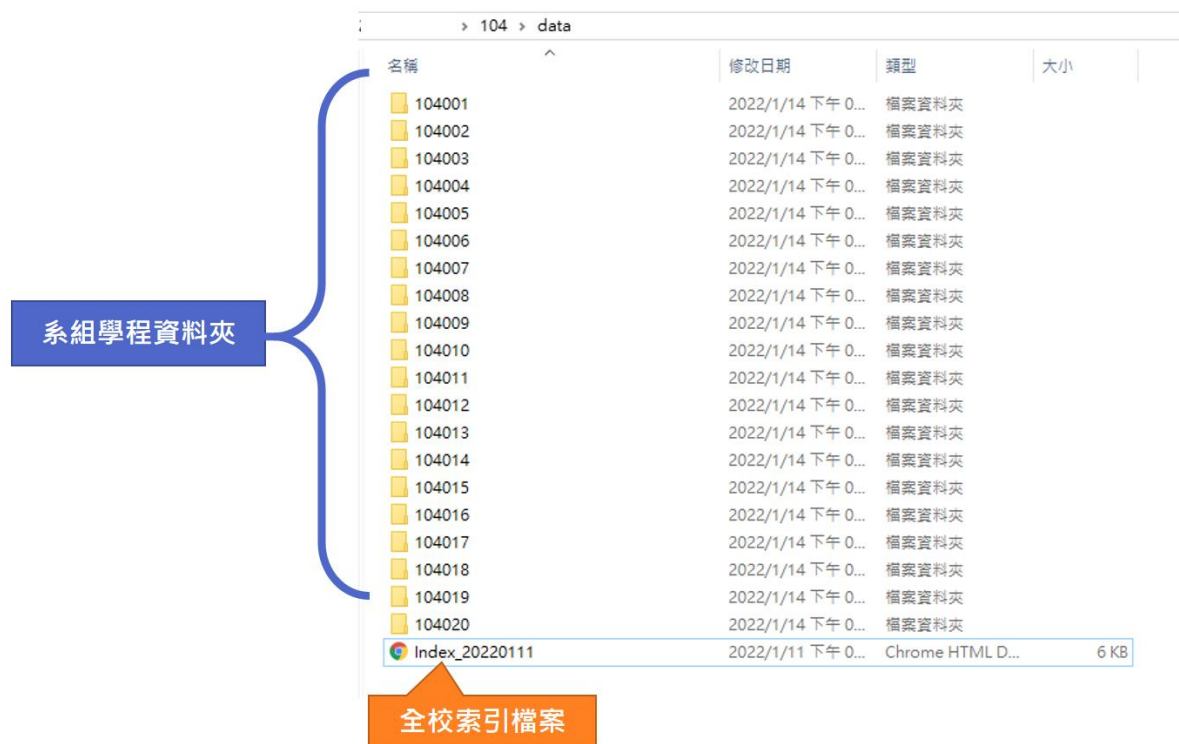 > 104 > data
名稱 修改日期 類型 大小
104001 2022/1/14 下午 0... 檔案資料夾
104002 2022/1/14 下午 0... 檔案資料夾
104003 2022/1/14 下午 0... 檔案資料夾
104004 2022/1/14 下午 0... 檔案資料夾
104005 2022/1/14 下午 0... 檔案資料夾
104006 2022/1/14 下午 0... 檔案資料夾
104007 2022/1/14 下午 0... 檔案資料夾
104008 2022/1/14 下午 0... 檔案資料夾
系組學程資料夾
104009 2022/1/14 下午 0... 檔案資料夾
104010 2022/1/14 下午 0... 檔案資料夾
104011 2022/1/14 下午 0... 檔案資料夾
104012 2022/1/14 下午 0... 檔案資料夾
104013 2022/1/14 下午 0... 檔案資料夾
104014 2022/1/14 下午 0... 檔案資料夾
104015 2022/1/14 下午 0... 檔案資料夾
104016 2022/1/14 下午 0... 檔案資料夾
104017 2022/1/14 下午 0... 檔案資料夾
104018 2022/1/14 下午 0... 檔案資料夾
104019 2022/1/14 下午 0... 檔案資料夾
104020 2022/1/14 下午 0... 檔案資料夾
Index_20220111 2022/1/11 下午 0... Chrome HTML D... 6 KB
全校索引檔案